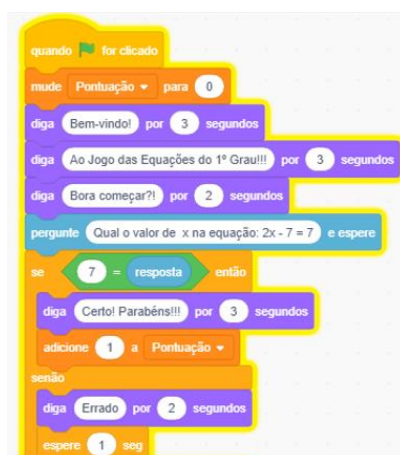 quando for clicado
mude Pontuação para 0
diga Bem-vindo! por 3 segundos
diga Ao Jogo das Equações do 1º Grau!!! por 3 segundos
diga Bora começar?! por 2 segundos
pergunte Qual o valor de x na equação: 2x - 7 = 7 e espere
se 7 = resposta então
diga Certo! Parabéns!!! por 3 segundos
adicione 1 a Pontuação
senão
diga Errado por 2 segundos
espere 1 seg